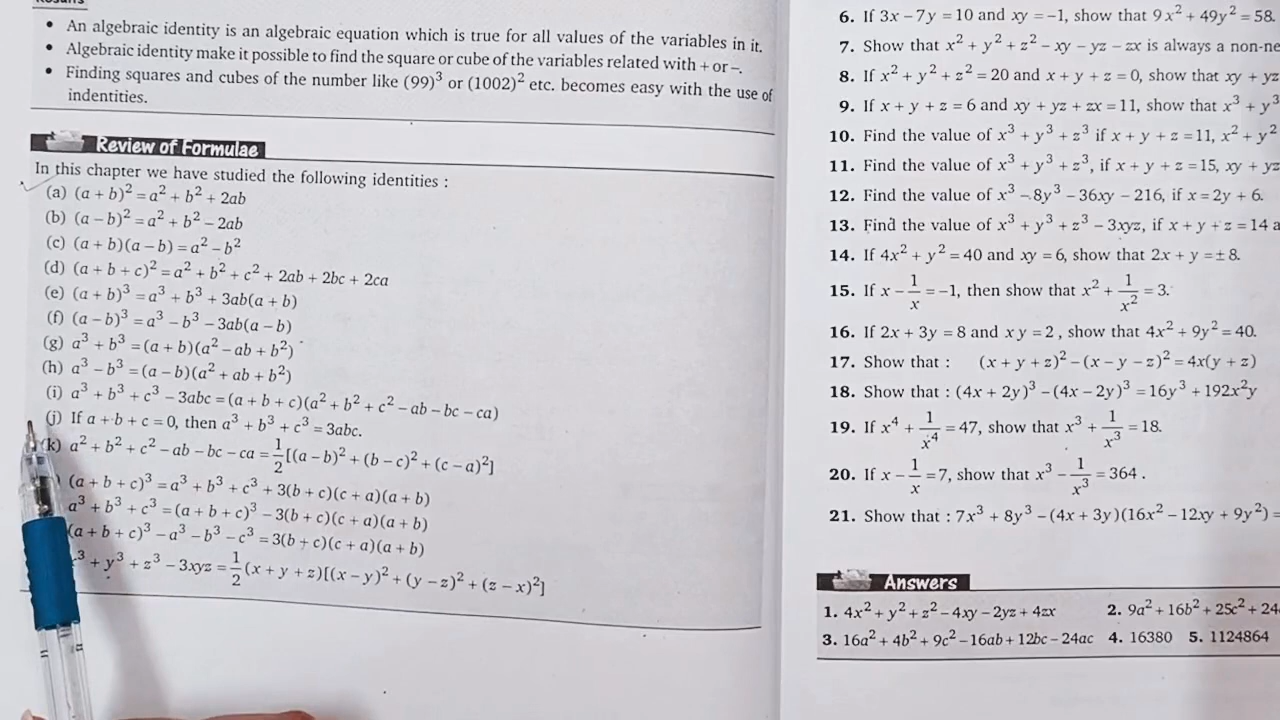 Results
• An algebraic identity is an algebraic equation which is true for all values of the variables in it.
• Algebraic identity make it possible to find the square or cube of the variables related with + or –.
• Finding squares and cubes of the number like (99)³ or (1002)² etc. becomes easy with the use of
indentities.
Review of Formulae
In this chapter we have studied the following identities :
(a) (a + b)² = a² + b² + 2ab
(b) (a – b)² = a² + b² – 2ab
(c) (a + b)(a – b) = a² – b²
(d) (a + b + c)² = a² + b² + c² + 2ab + 2bc + 2ca
(e) (a + b)³ = a³ + b³ + 3ab(a + b)
(f) (a – b)³ = a³ – b³ – 3ab(a – b)
(g) a³ + b³ = (a + b)(a² – ab + b²)
(h) a³ – b³ = (a – b)(a² + ab + b²)
(i) a³ + b³ + c³ – 3abc = (a + b + c)(a² + b² + c² – ab – bc – ca)
(j) If a + b + c = 0, then a³ + b³ + c³ = 3abc.
(k) a² + b² + c² – ab – bc – ca = 1/2[(a – b)² + (b – c)² + (c – a)²]
) (a + b + c)³ = a³ + b³ + c³ + 3(b + c)(c + a)(a + b)
a³ + b³ + c³ = (a + b + c)³ – 3(b + c)(c + a)(a + b)
(a + b + c)³ – a³ – b³ – c³ = 3(b + c)(c + a)(a + b)
³ + y³ + z³ – 3xyz = 1/2(x + y + z)[(x – y)² + (y – z)² + (z – x)²]
6. If 3x – 7y = 10 and xy = –1, show that 9x² + 49y² = 58.
7. Show that x² + y² + z² – xy – yz – zx is always a non-ne
8. If x² + y² + z² = 20 and x + y + z = 0, show that xy + yz
9. If x + y + z = 6 and xy + yz + zx = 11, show that x³ + y³
10. Find the value of x³ + y³ + z³ if x + y + z = 11, x² + y²
11. Find the value of x³ + y³ + z³, if x + y + z = 15, xy + yz
12. Find the value of x³ – 8y³ – 36xy – 216, if x = 2y + 6.
13. Find the value of x³ + y³ + z³ – 3xyz, if x + y + z = 14 a
14. If 4x² + y² = 40 and xy = 6, show that 2x + y = ± 8.
15. If x – 1/x = –1, then show that x² + 1/x² = 3.
16. If 2x + 3y = 8 and xy = 2, show that 4x² + 9y² = 40.
17. Show that : (x + y + z)² – (x – y – z)² = 4x(y + z)
18. Show that : (4x + 2y)³ – (4x – 2y)³ = 16y³ + 192x²y
19. If x⁴ + 1/x⁴ = 47, show that x³ + 1/x³ = 18.
20. If x – 1/x = 7, show that x³ – 1/x³ = 364.
21. Show that : 7x³ + 8y³ – (4x + 3y)(16x² – 12xy + 9y²) =
Answers
1. 4x² + y² + z² – 4xy – 2yz + 4zx 2. 9a² + 16b² + 25c² + 24
3. 16a² + 4b² + 9c² – 16ab + 12bc – 24ac 4. 16380 5. 1124864